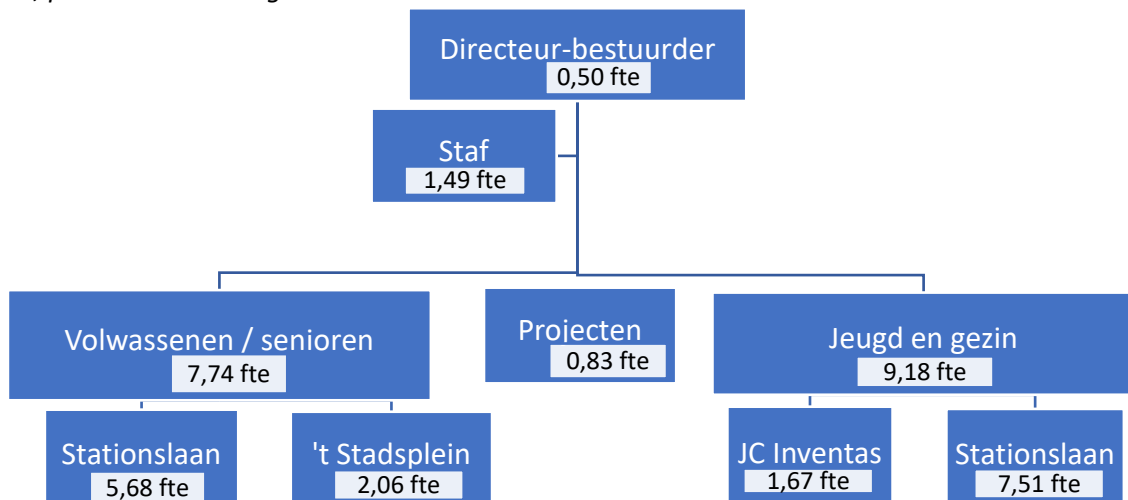 Directeur-bestuurder
0,50 fte
Staf
1,49 fte
Volwassenen / senioren
7,74 fte
Projecten
0,83 fte
Jeugd en gezin
9,18 fte
Stationslaan
5,68 fte
't Stadsplein
2,06 fte
JC Inventas
1,67 fte
Stationslaan
7,51 fte